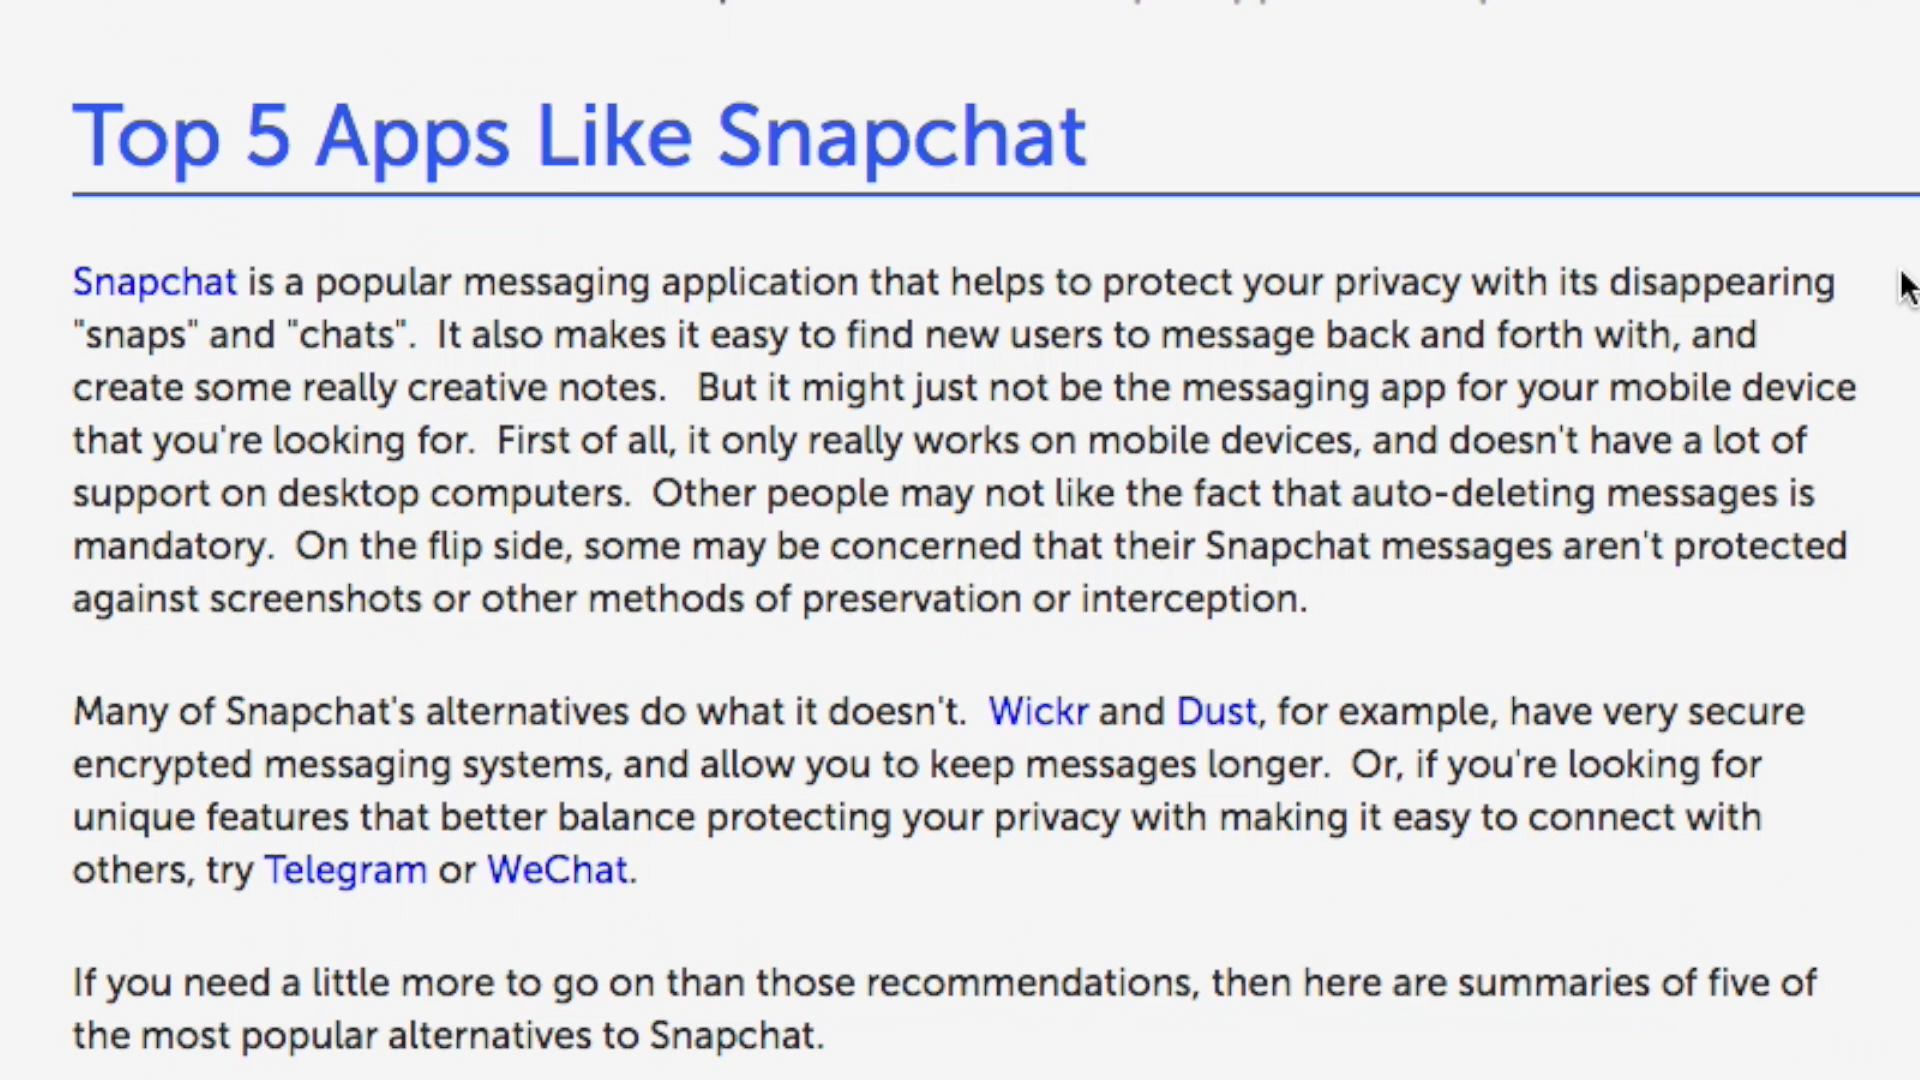 Top 5 Apps Like Snapchat
Snapchat is a popular messaging application that helps to protect your privacy with its disappearing
"snaps" and "chats".  It also makes it easy to find new users to message back and forth with, and
create some really creative notes.   But it might just not be the messaging app for your mobile device
that you're looking for.  First of all, it only really works on mobile devices, and doesn't have a lot of
support on desktop computers.  Other people may not like the fact that auto-deleting messages is
mandatory.  On the flip side, some may be concerned that their Snapchat messages aren't protected
against screenshots or other methods of preservation or interception.
Many of Snapchat's alternatives do what it doesn't.  Wickr and Dust, for example, have very secure
encrypted messaging systems, and allow you to keep messages longer.  Or, if you're looking for
unique features that better balance protecting your privacy with making it easy to connect with
others, try Telegram or WeChat.
If you need a little more to go on than those recommendations, then here are summaries of five of
the most popular alternatives to Snapchat.